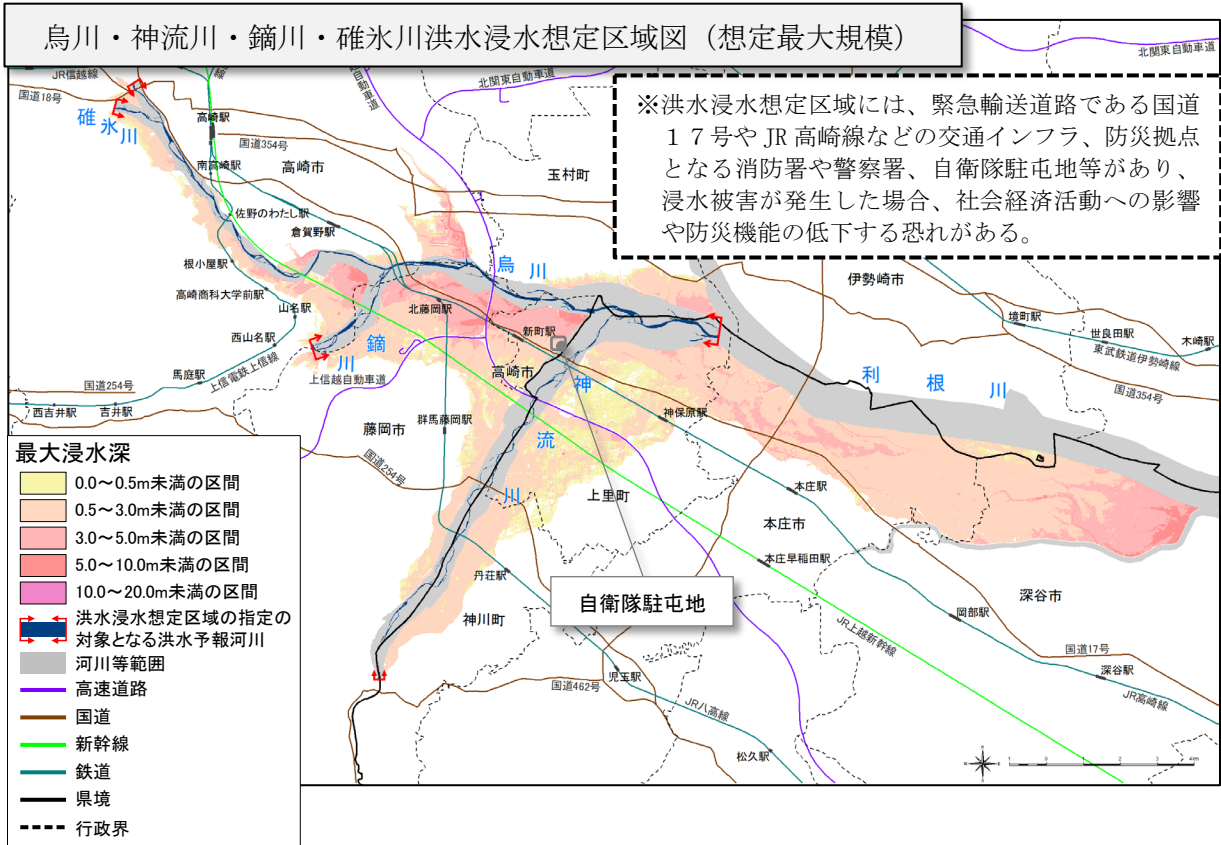 烏川・神流川・鏑川・碓氷川洪水浸水想定区域図（想定最大規模）
※洪水浸水想定区域には、緊急輸送道路である国道
１７号やJR高崎線などの交通インフラ、防災拠点
となる消防署や警察署、自衛隊駐屯地等があり、
浸水被害が発生した場合、社会経済活動への影響
や防災機能の低下する恐れがある。
JR信越線
国道18号
碓氷川
高崎駅
国道354号
南高崎駅
高崎市
北関東自動車道
北関東自動車道
自動車道
玉村町
佐野のわたし駅
倉賀野駅
根小屋駅
高崎商科大学前駅
山名駅
西山名駅
馬庭駅
上信電鉄上信線
国道254号
西吉井駅
吉井駅
烏川
北藤岡駅
新町駅
鏑川
上信越自動車道
高崎市
神流川
群馬藤岡駅
藤岡市
国道254号
神保原駅
上里町
伊勢崎市
境町駅
世良田駅
木崎駅
東武鉄道伊勢崎線
国道354号
利根川
本庄駅
本庄市
本庄早稲田駅
丹荘駅
神川町
自衛隊駐屯地
深谷市
岡部駅
JR上越新幹線
国道17号
深谷駅
JR高崎線
児玉駅
国道462号
JR八高線
松久駅
1 0 1 2 3 4km
最大浸水深
0.0～0.5m未満の区間
0.5～3.0m未満の区間
3.0～5.0m未満の区間
5.0～10.0m未満の区間
10.0～20.0m未満の区間
洪水浸水想定区域の指定の
対象となる洪水予報河川
河川等範囲
高速道路
国道
新幹線
鉄道
県境
行政界